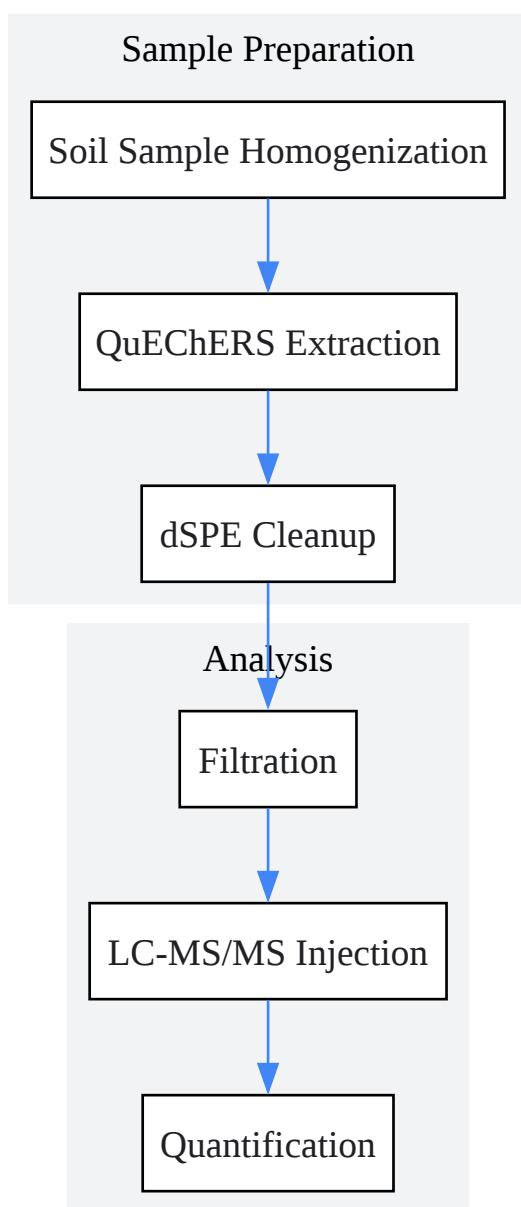 Sample Preparation
Soil Sample Homogenization
QuEChERS Extraction
dSPE Cleanup
Analysis
Filtration
LC-MS/MS Injection
Quantification